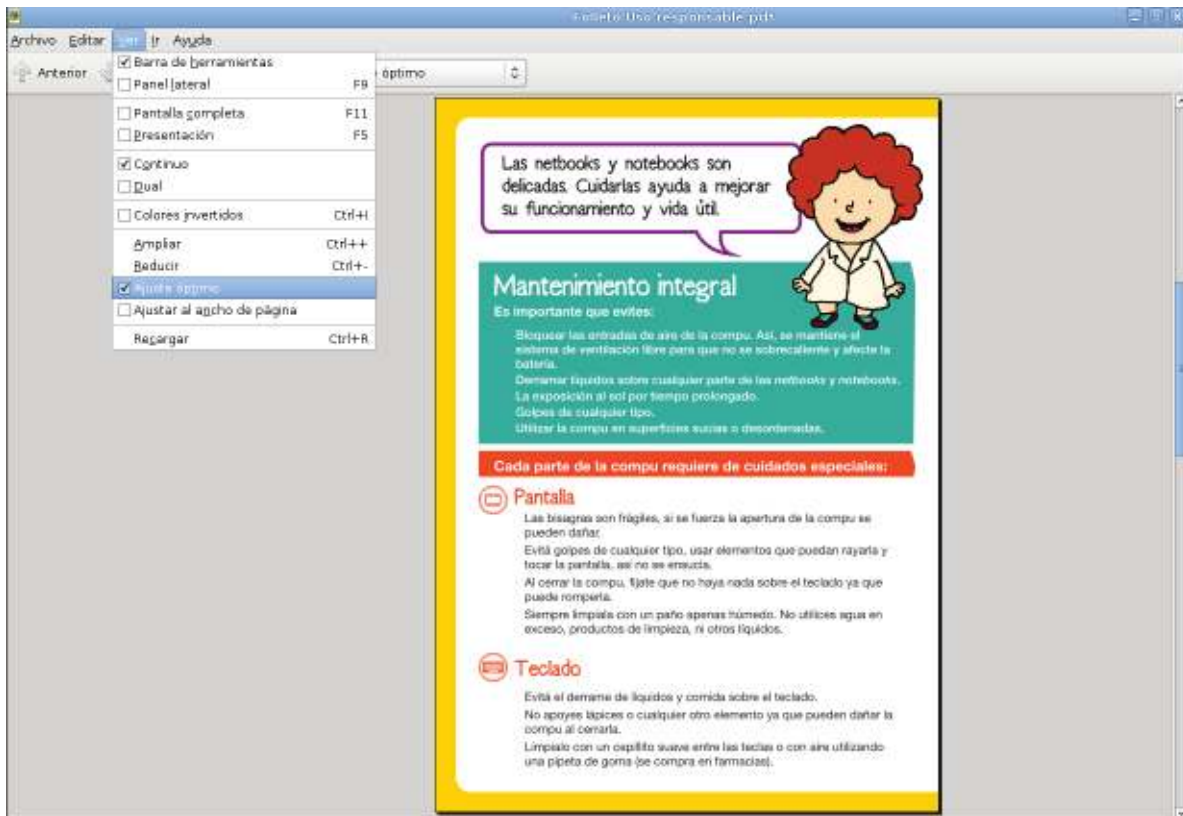 Folleto Uso responsable.pdf
Archivo Editar Ver Ir Ayuda
Anterior
óptimo
Barra de herramientas
Panel lateral F9
Pantalla completa F11
Presentación F5
Continuo
Dual
Colores invertidos Ctrl+I
Ampliar Ctrl++
Reducir Ctrl+-
Ajuste óptimo
Ajustar al ancho de página
Recargar Ctrl+R
Las netbooks y notebooks son
delicadas. Cuidarlas ayuda a mejorar
su funcionamiento y vida útil.
Mantenimiento integral
Es importante que evites:
Bloquear las entradas de aire de la compu. Así, se mantiene el
sistema de ventilación libre para que no se sobrecaliente y afecte la
batería.
Derramar líquidos sobre cualquier parte de las netbooks y notebooks.
La exposición al sol por tiempo prolongado.
Golpes de cualquier tipo.
Utilizar la compu en superficies sucias o desordenadas.
Cada parte de la compu requiere de cuidados especiales:
Pantalla
Las bisagras son frágiles, si se fuerza la apertura de la compu se
pueden dañar.
Evitá golpes de cualquier tipo, usar elementos que puedan rayarla y
tocar la pantalla, así no se ensucia.
Al cerrar la compu, fijate que no haya nada sobre el teclado ya que
puede romperla.
Siempre limpiala con un paño apenas húmedo. No utilices agua en
exceso, productos de limpieza, ni otros líquidos.
Teclado
Evitá el derrame de líquidos y comida sobre el teclado.
No apoyes lápices o cualquier otro elemento ya que pueden dañar la
compu al cerrarla.
Limpialo con un cepillito suave entre las teclas o con aire utilizando
una pipeta de goma (se compra en farmacias).